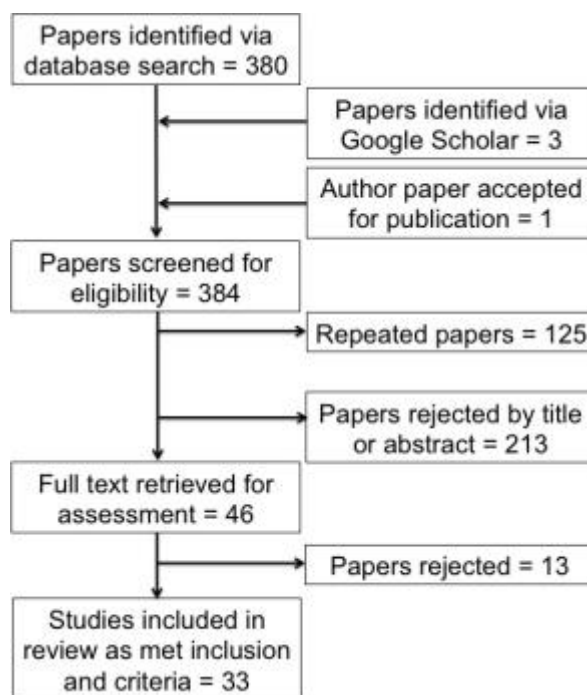 Papers identified via
database search = 380
Papers identified via
Google Scholar = 3
Author paper accepted
for publication = 1
Papers screened for
eligibility = 384
Repeated papers = 125
Papers rejected by title
or abstract = 213
Full text retrieved for
assessment = 46
Papers rejected = 13
Studies included in
review as met inclusion
and criteria = 33